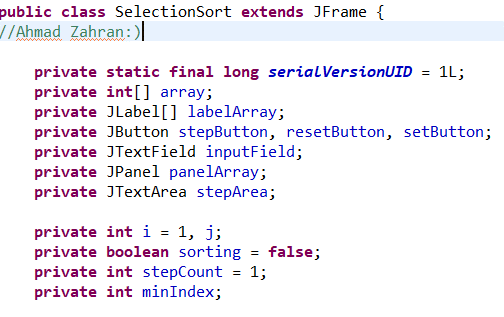 public class SelectionSort extends JFrame {
//Ahmad Zahran:)
private static final long serialVersionUID = 1L;
private int[] array;
private JLabel[] labelArray;
private JButton stepButton, resetButton, setButton;
private JTextField inputField;
private JPanel panelArray;
private JTextArea stepArea;
private int i = 1, j;
private boolean sorting = false;
private int stepCount = 1;
private int minIndex;